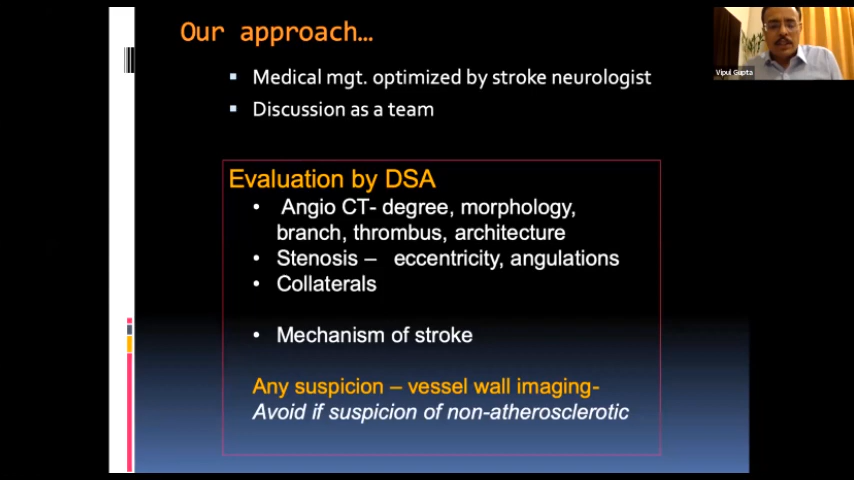 Our approach…
▪ Medical mgt. optimized by stroke neurologist
▪ Discussion as a team
Evaluation by DSA
• Angio CT- degree, morphology,
branch, thrombus, architecture
• Stenosis – eccentricity, angulations
• Collaterals
• Mechanism of stroke
Any suspicion – vessel wall imaging-
Avoid if suspicion of non-atherosclerotic
Vipul Gupta